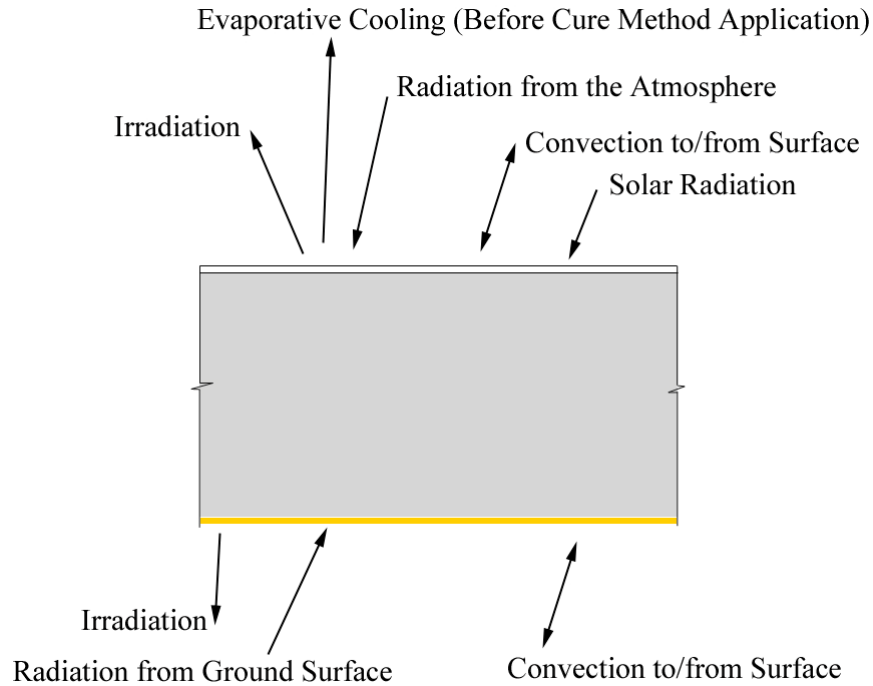 Evaporative Cooling (Before Cure Method Application)
Radiation from the Atmosphere
Irradiation
Convection to/from Surface
Solar Radiation
Irradiation
Radiation from Ground Surface
Convection to/from Surface